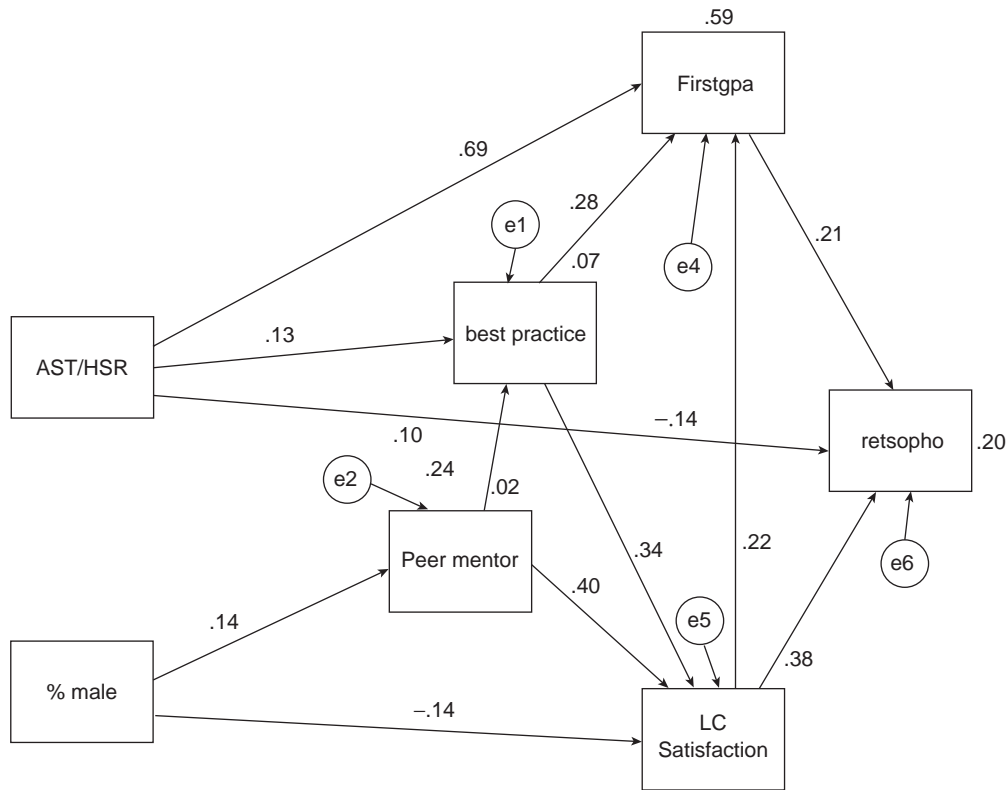 .59
Firstgpa
.69
.28
e1
.21
.07
e4
best practice
.13
AST/HSR
–.14
retsopho
.20
.10
.24
e2
.02
Peer mentor
.34
.22
e6
.40
e5
.14
.38
% male
–.14
LC
Satisfaction